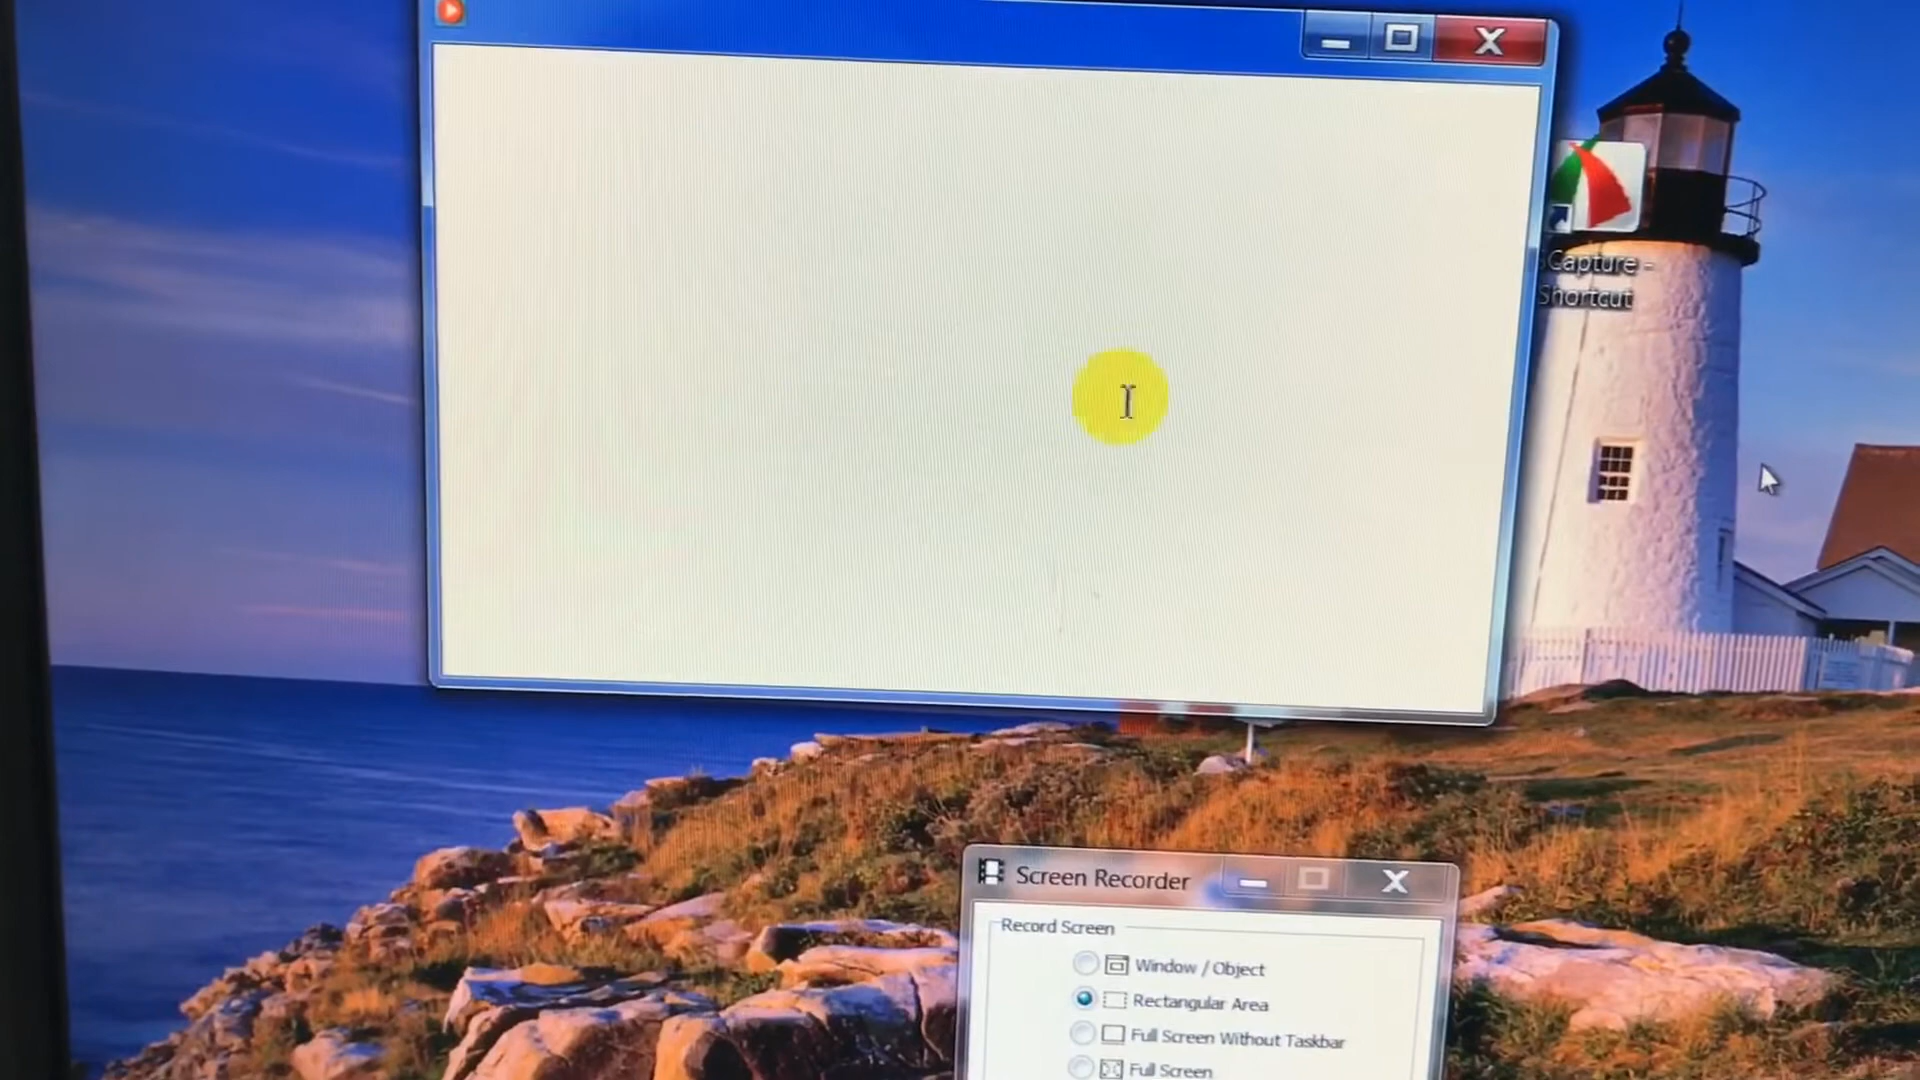 Capture -
Shortcut
Screen Recorder
Record Screen
Window / Object
Rectangular Area
Full Screen Without Taskbar
Full Screen